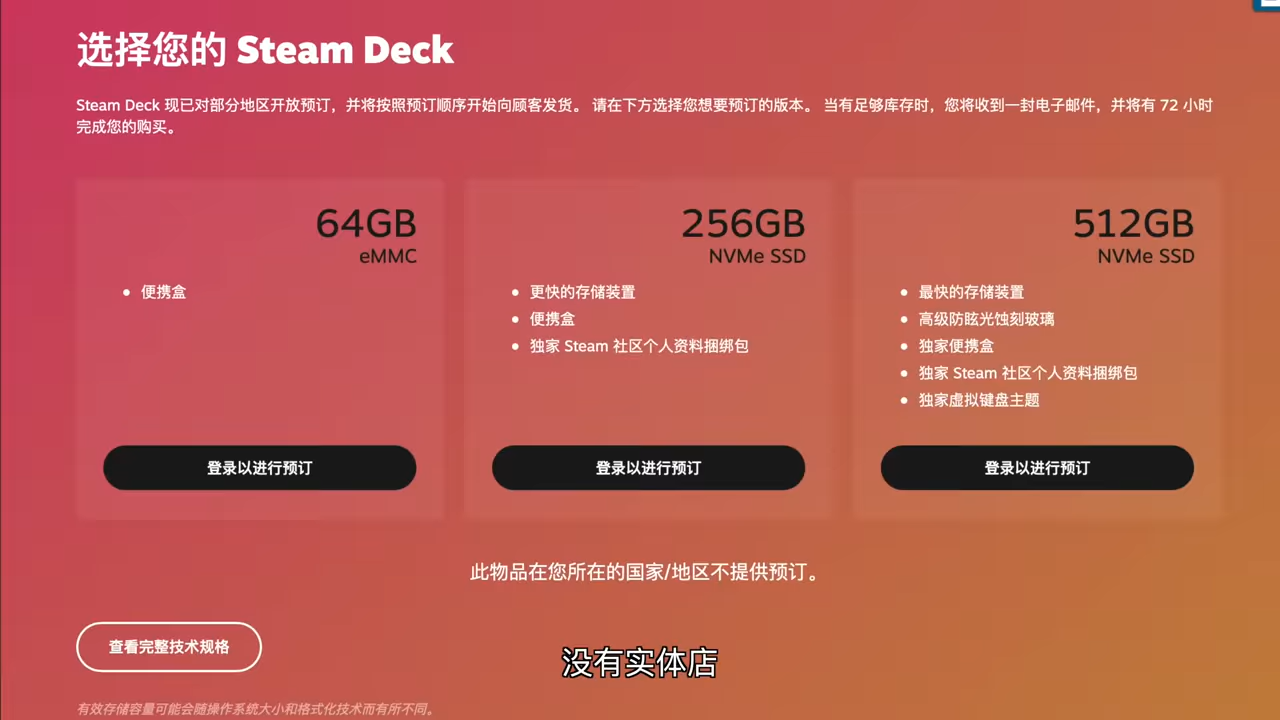 选择您的 Steam Deck
Steam Deck 现已对部分地区开放预订，并将按照预订顺序开始向顾客发货。 请在下方选择您想要预订的版本。 当有足够库存时，您将收到一封电子邮件，并将有 72 小时
完成您的购买。
64GB
eMMC
便携盒
登录以进行预订
256GB
NVMe SSD
更快的存储装置
便携盒
独家 Steam 社区个人资料捆绑包
登录以进行预订
512GB
NVMe SSD
最快的存储装置
高级防眩光蚀刻玻璃
独家便携盒
独家 Steam 社区个人资料捆绑包
独家虚拟键盘主题
登录以进行预订
此物品在您所在的国家/地区不提供预订。
查看完整技术规格
没有实体店
有效存储容量可能会随操作系统大小和格式化技术而有所不同。